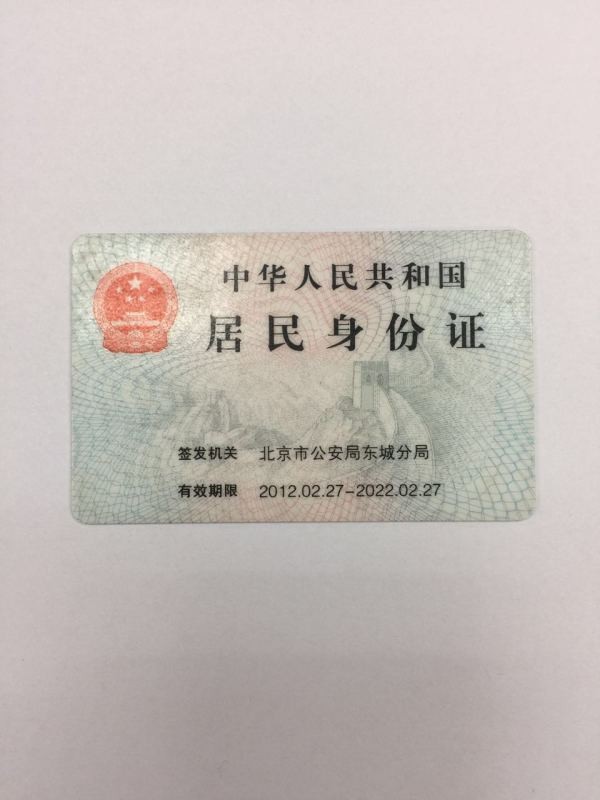 中华人民共和国
居民身份证
签发机关 北京市公安局东城分局
有效期限 2012.02.27-2022.02.27